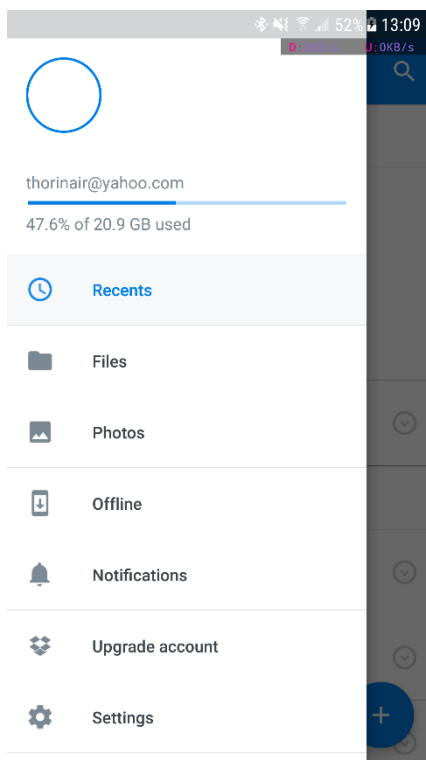 52% 13:09
D: U:0KB/s
thorinair@yahoo.com
47.6% of 20.9 GB used
Recents
Files
Photos
Offline
Notifications
Upgrade account
Settings